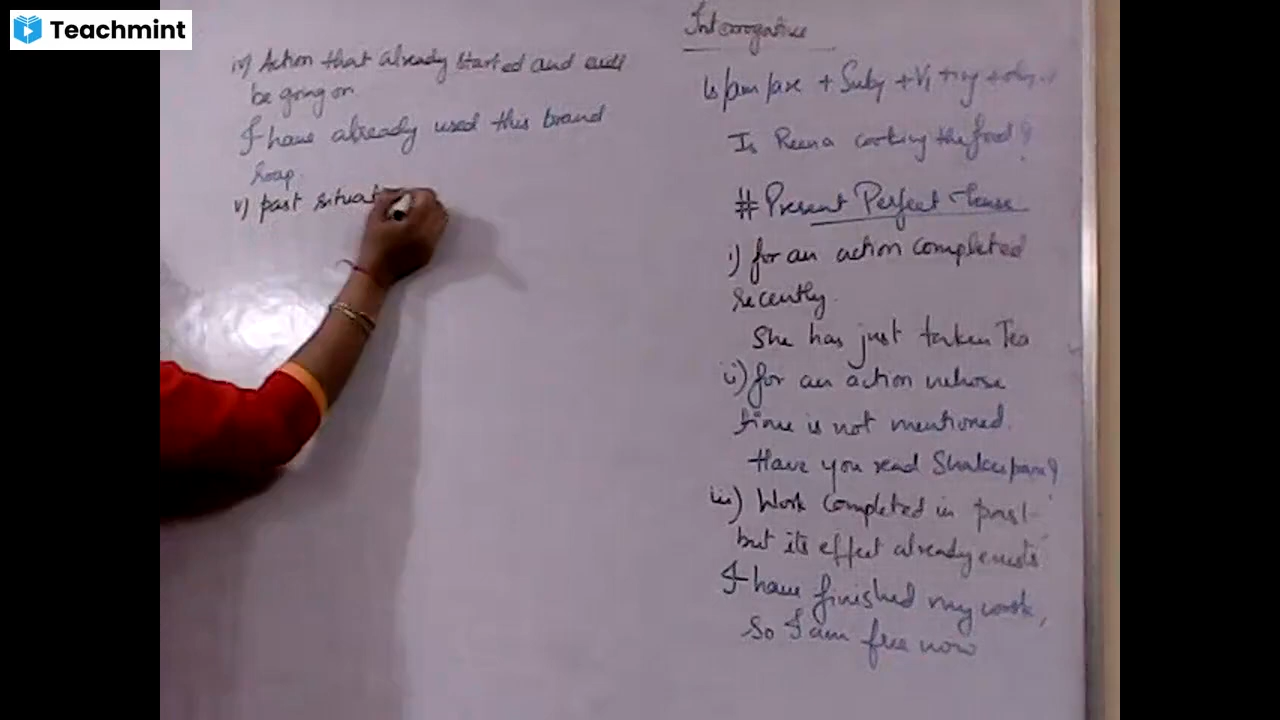 Teachmint
iv) Action that already started and will
be going on
I have already used this brand
soap.
v) past situat
Interrogative
Is/am/are + Subj + V1 + ing + obj
Is Reena cooking the food?
# Present Perfect Tense
i) for an action completed
recently.
She has just taken Tea
ii) for an action whose
time is not mentioned.
Have you read Shakespare?
iii) Work completed in past
but its effect already exists
I have finished my work,
So I am free now